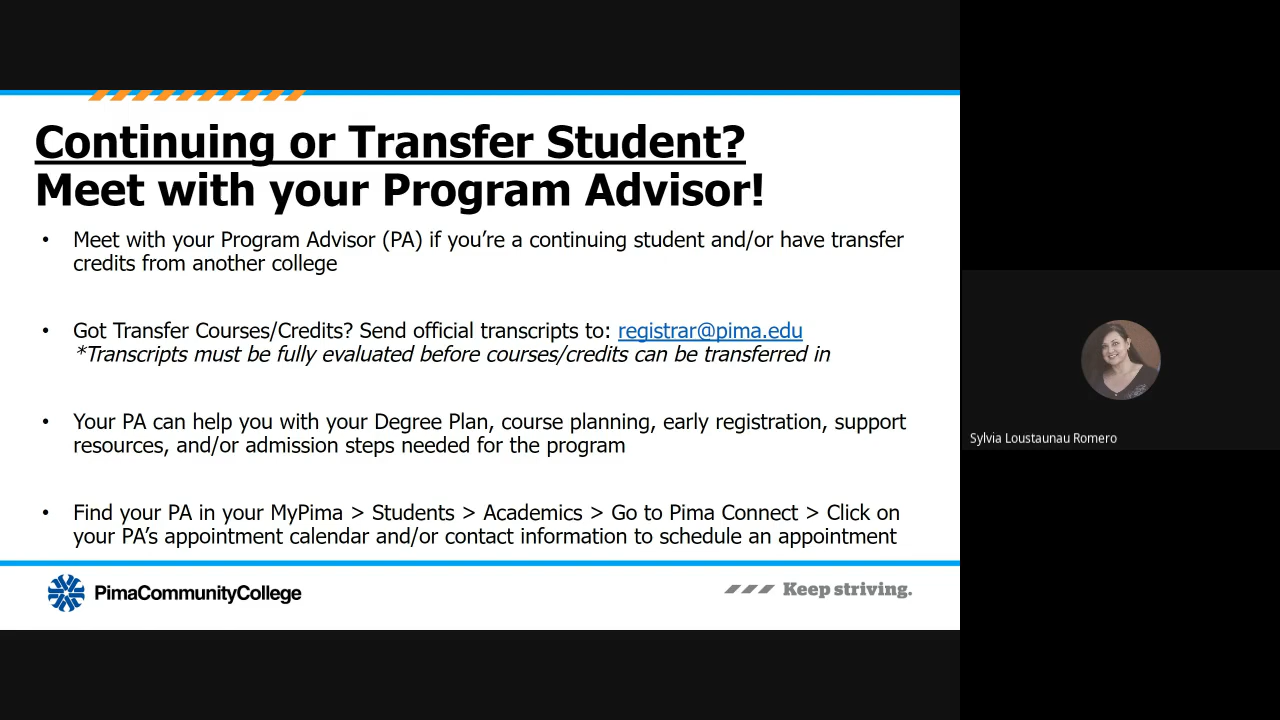 Continuing or Transfer Student?
Meet with your Program Advisor!
• Meet with your Program Advisor (PA) if you’re a continuing student and/or have transfer
credits from another college
• Got Transfer Courses/Credits? Send official transcripts to: registrar@pima.edu
*Transcripts must be fully evaluated before courses/credits can be transferred in
• Your PA can help you with your Degree Plan, course planning, early registration, support
resources, and/or admission steps needed for the program
• Find your PA in your MyPima > Students > Academics > Go to Pima Connect > Click on
your PA’s appointment calendar and/or contact information to schedule an appointment
PimaCommunityCollege
Keep striving.
Sylvia Loustaunau Romero